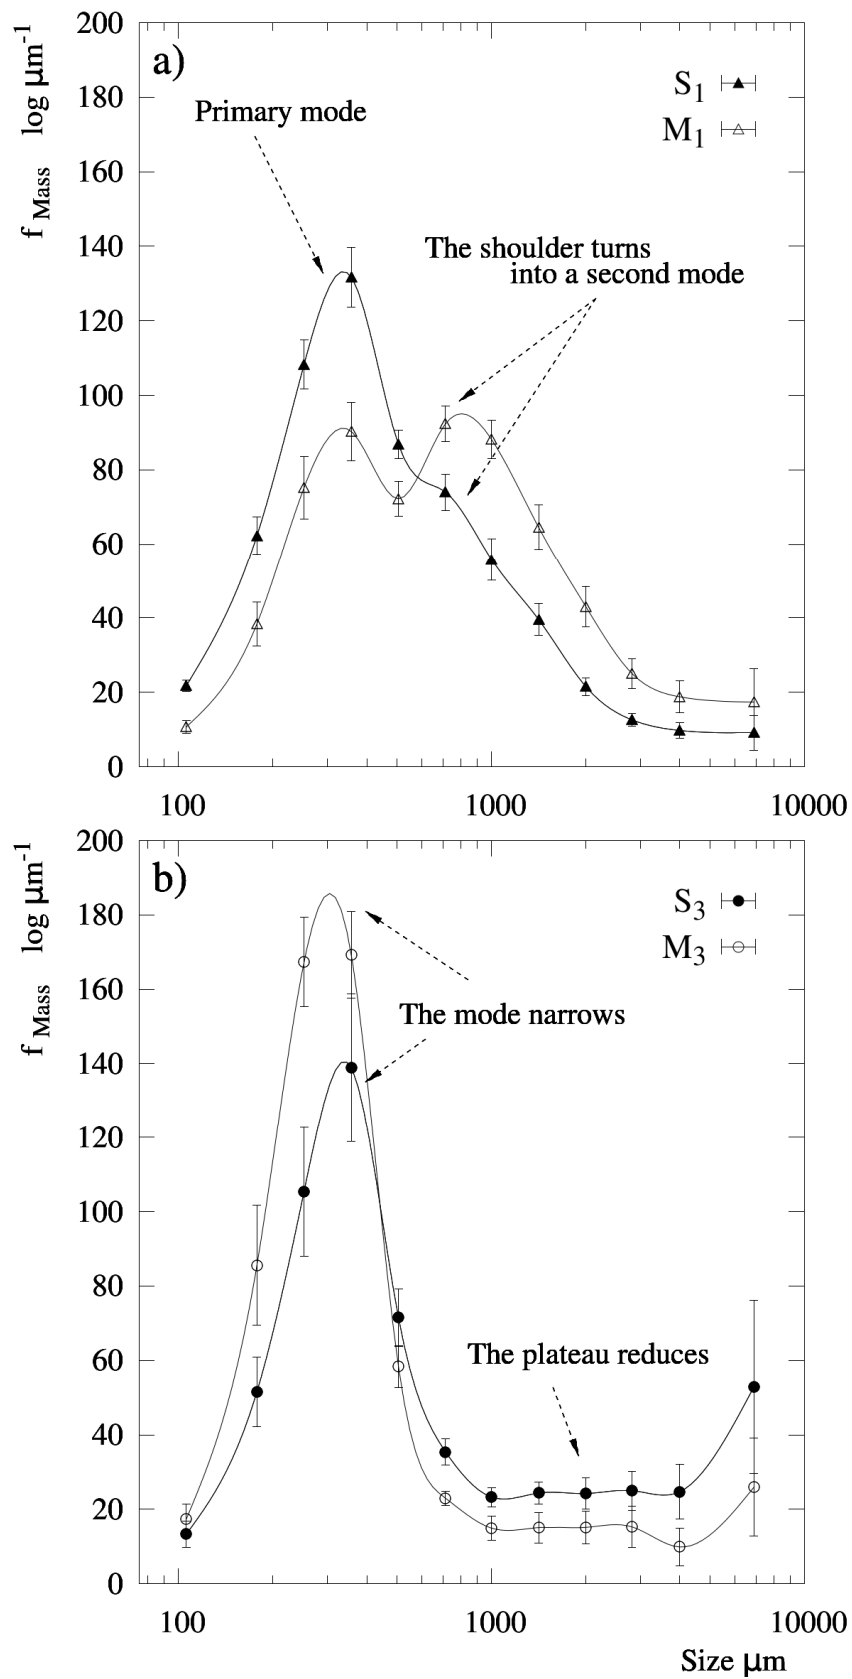 a)
f Mass log µm-1
200
180
160
140
120
100
80
60
40
20
0
S1
M1
Primary mode
The shoulder turns
into a second mode
100 1000 10000
b)
f Mass log µm-1
200
180
160
140
120
100
80
60
40
20
0
S3
M3
The mode narrows
The plateau reduces
100 1000 10000
Size µm